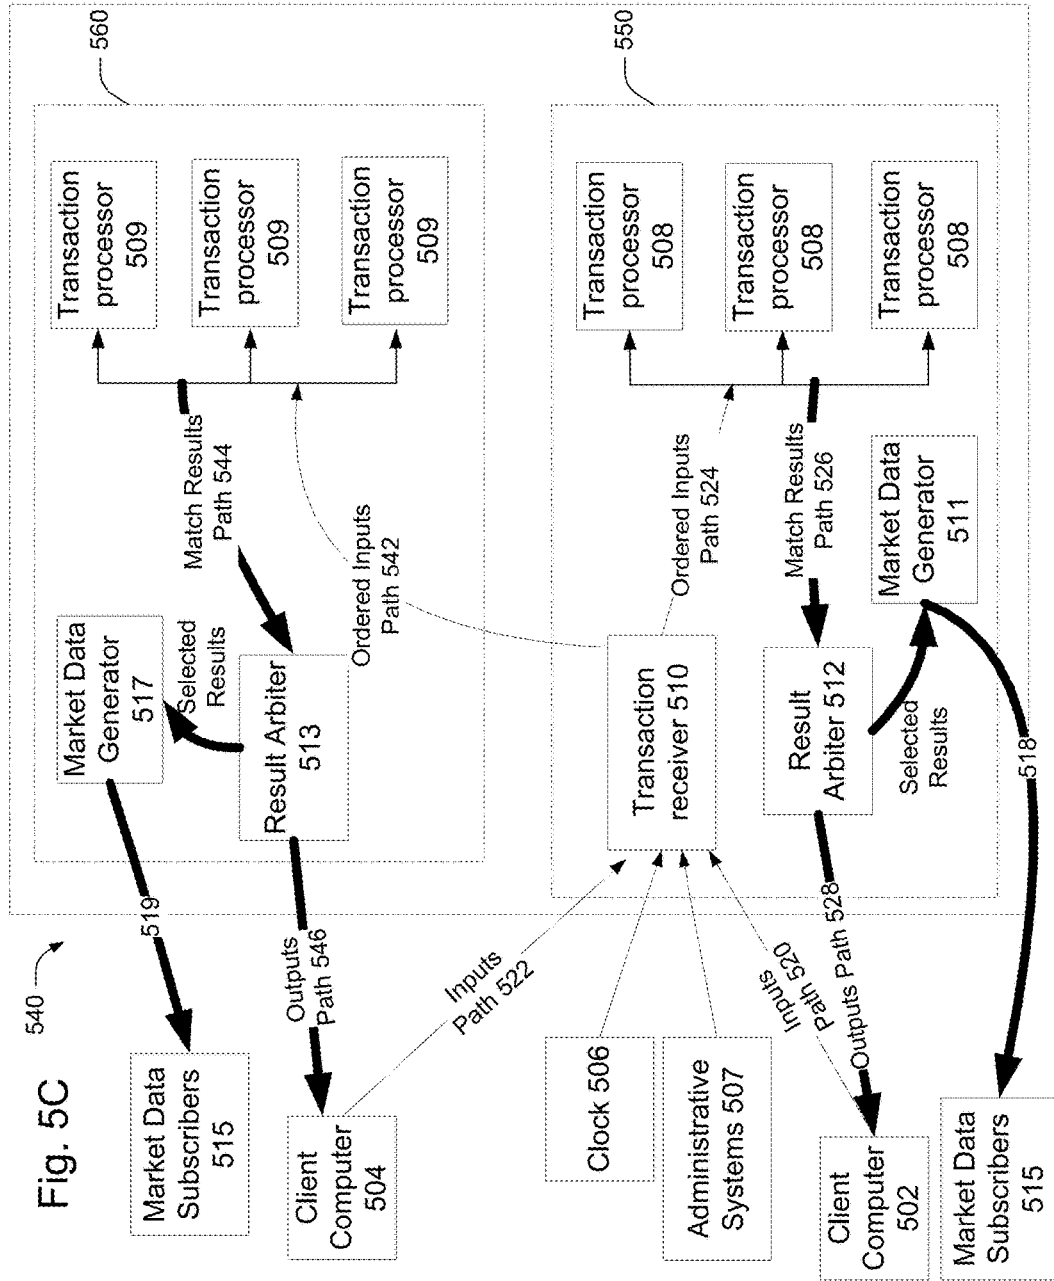 Fig. 5C
540
560
Transaction
processor
509
Transaction
processor
509
Transaction
processor
509
Match Results
Path 544
Ordered Inputs
Path 542
Market Data
Generator
517
Selected
Results
Result Arbiter
513
519
Outputs
Path 546
Market Data
Subscribers
515
Client
Computer
504
Inputs
Path 522
550
Transaction
processor
508
Transaction
processor
508
Transaction
processor
508
Ordered Inputs
Path 524
Match Results
Path 526
Market Data
Generator
511
Transaction
receiver 510
Result
Arbiter 512
Selected
Results
518
Clock 506
Administrative
Systems 507
Inputs
Path 520
Outputs Path 528
Client
Computer
502
Market Data
Subscribers
515